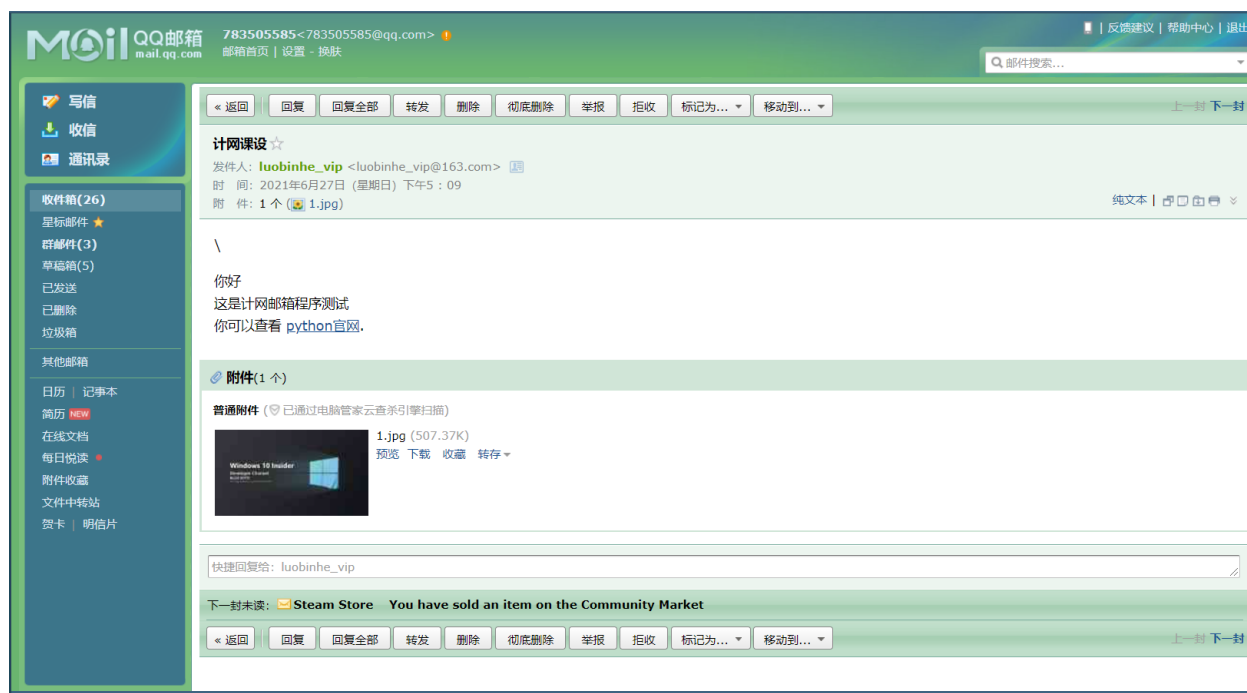 MOil QQ邮箱 mail.qq.com
783505585<783505585@qq.com>
邮箱首页 | 设置 - 换肤
| 反馈建议 | 帮助中心 | 退出
邮件搜索...
写信
收信
通讯录
收件箱(26)
星标邮件
群邮件(3)
草稿箱(5)
已发送
已删除
垃圾箱
其他邮箱
日历 | 记事本
简历 NEW
在线文档
每日悦读
附件收藏
文件中转站
贺卡 | 明信片
« 返回 回复 回复全部 转发 删除 彻底删除 举报 拒收 标记为... 移动到... 上一封 下一封
计网课设
发件人: luobinhe_vip <luobinhe_vip@163.com>
时 间: 2021年6月27日 (星期日) 下午5:09
附 件: 1 个 (1.jpg)
纯文本 |
\
你好
这是计网邮箱程序测试
你可以查看 python官网.
附件(1 个)
普通附件 (已通过电脑管家云查杀引擎扫描)
Windows 10 Insider
1.jpg (507.37K)
预览 下载 收藏 转存
快捷回复给: luobinhe_vip
下一封未读: Steam Store You have sold an item on the Community Market
« 返回 回复 回复全部 转发 删除 彻底删除 举报 拒收 标记为... 移动到... 上一封 下一封